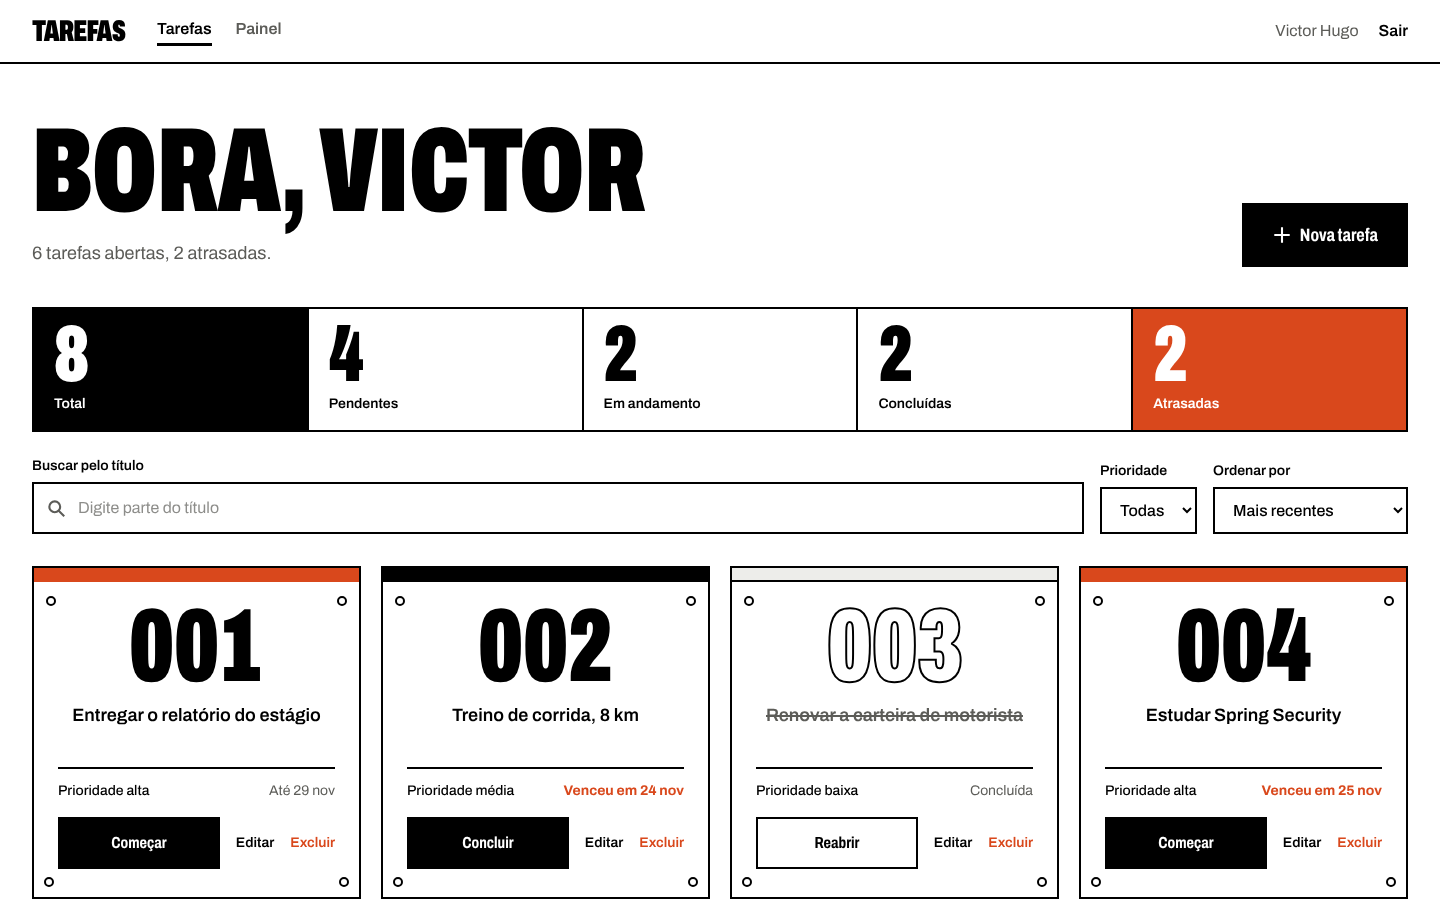 TAREFAS
Tarefas
Painel
Victor Hugo
Sair
BORA, VICTOR
6 tarefas abertas, 2 atrasadas.
Nova tarefa
8
Total
4
Pendentes
2
Em andamento
2
Concluídas
2
Atrasadas
Buscar pelo título
Digite parte do título
Prioridade
Todas
Ordenar por
Mais recentes
001
Entregar o relatório do estágio
Prioridade alta
Até 29 nov
Começar
Editar
Excluir
002
Treino de corrida, 8 km
Prioridade média
Venceu em 24 nov
Concluir
Editar
Excluir
003
Renovar a carteira de motorista
Prioridade baixa
Concluída
Reabrir
Editar
Excluir
004
Estudar Spring Security
Prioridade alta
Venceu em 25 nov
Começar
Editar
Excluir